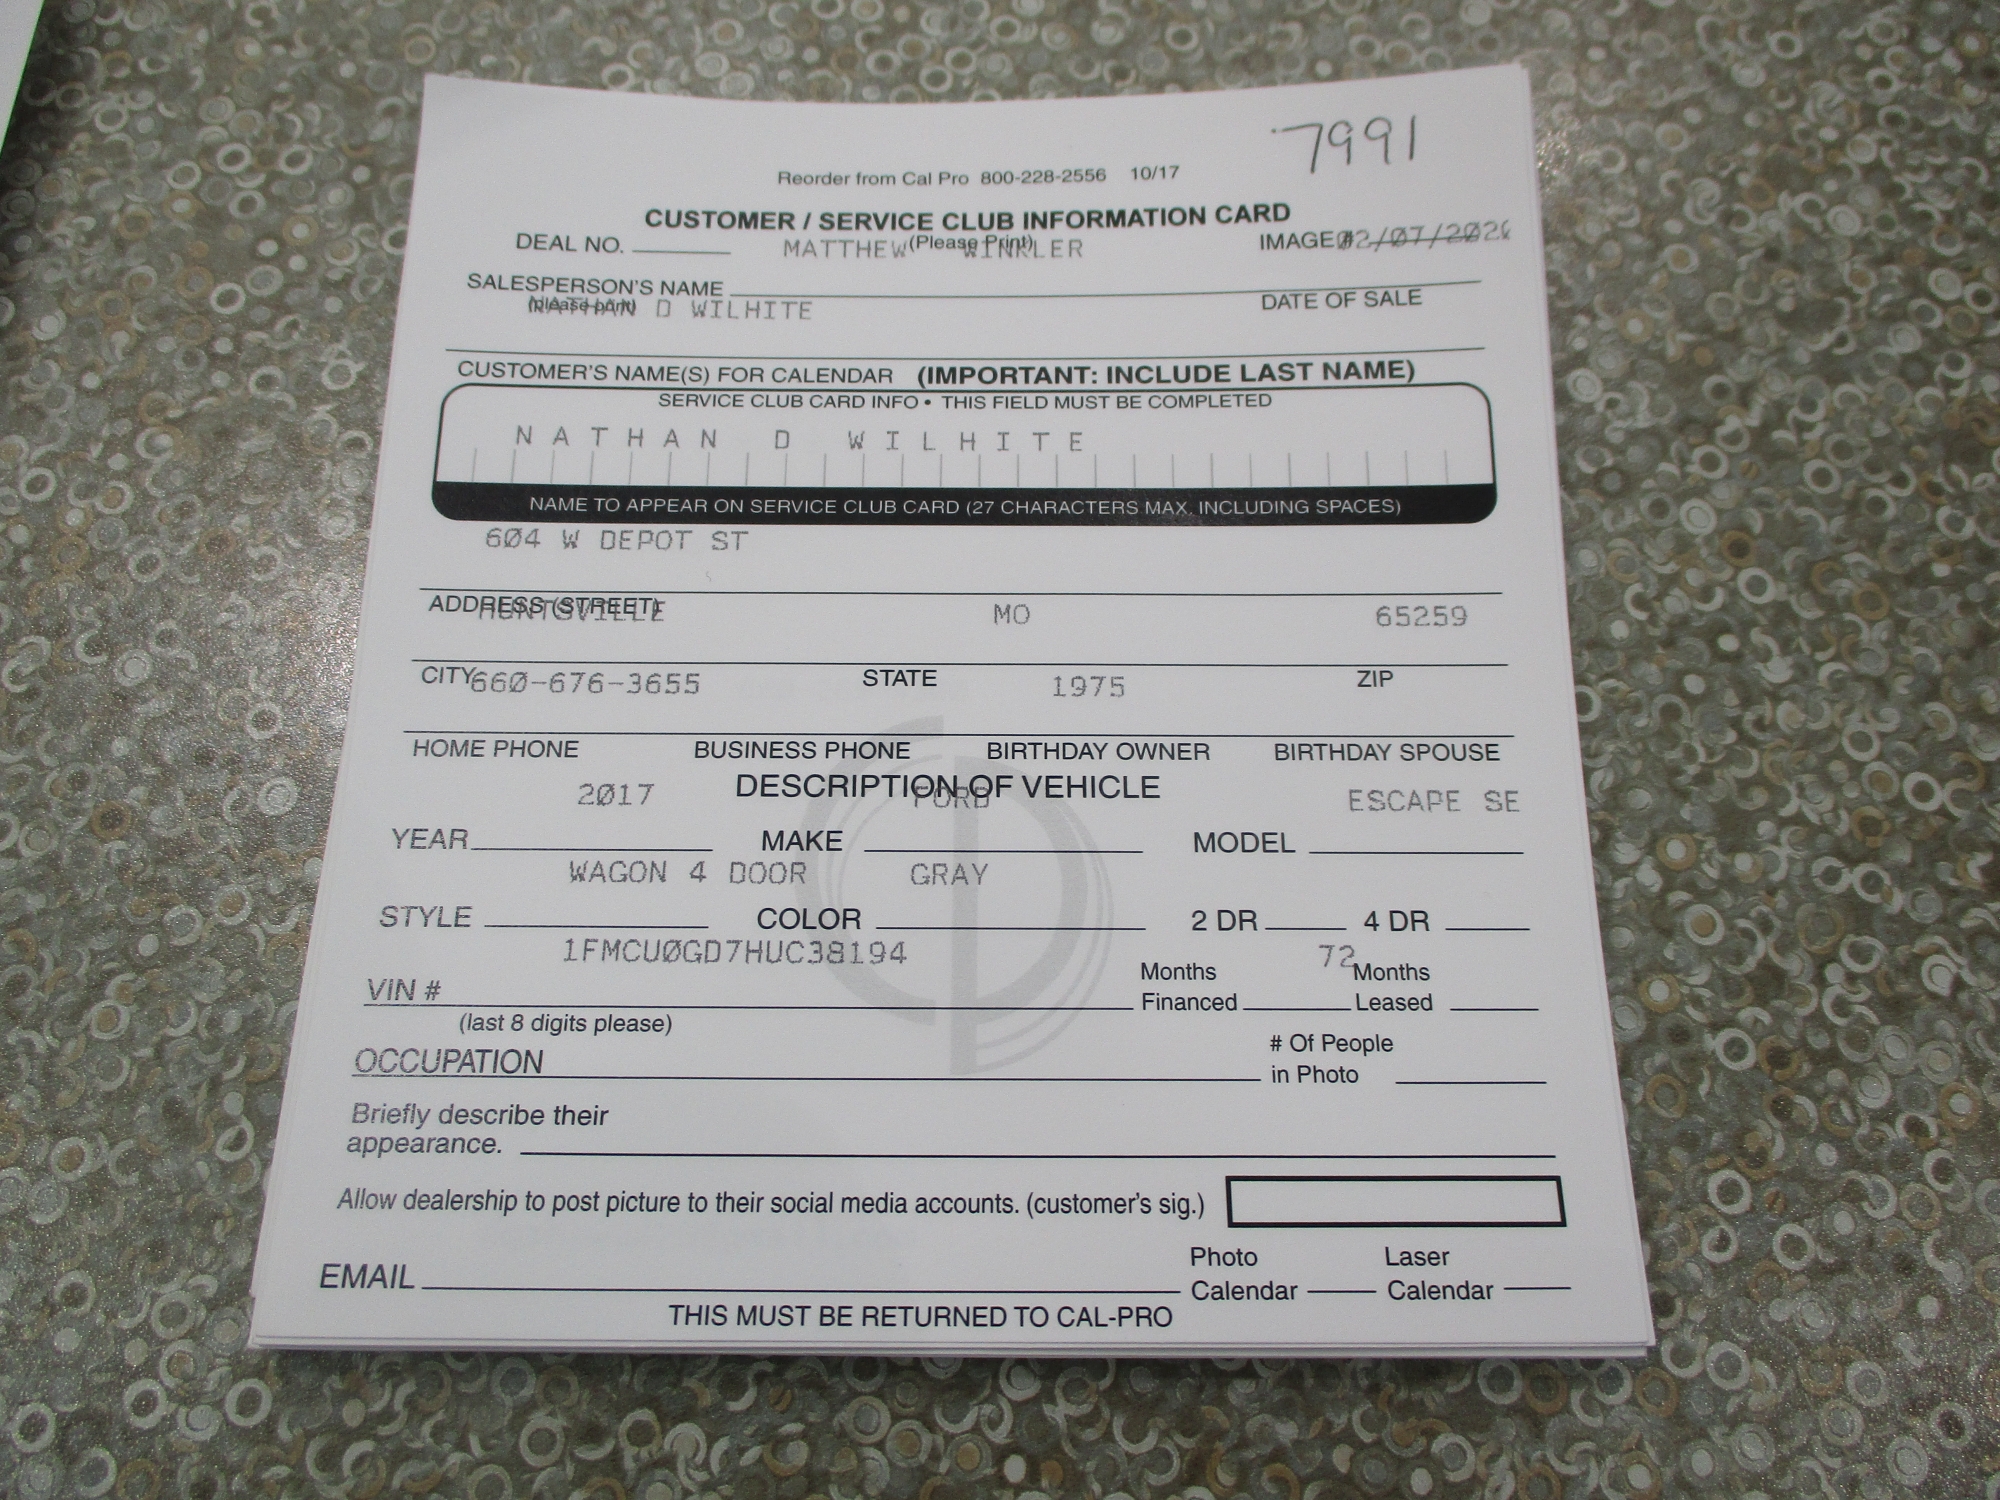 7991
Reorder from Cal Pro 800-228-2556 10/17
CUSTOMER / SERVICE CLUB INFORMATION CARD
(Please Print)
DEAL NO. MATTHEW WINKLER IMAGE# 02/07/2026
SALESPERSON'S NAME
(please print) NATHAN D WILHITE DATE OF SALE
CUSTOMER'S NAME(S) FOR CALENDAR (IMPORTANT: INCLUDE LAST NAME)
SERVICE CLUB CARD INFO • THIS FIELD MUST BE COMPLETED
NATHAN D WILHITE
NAME TO APPEAR ON SERVICE CLUB CARD (27 CHARACTERS MAX. INCLUDING SPACES)
604 W DEPOT ST
ADDRESS (STREET)
HUNTSVILLE MO 65259
CITY STATE ZIP
660-676-3655 1975
HOME PHONE BUSINESS PHONE BIRTHDAY OWNER BIRTHDAY SPOUSE
DESCRIPTION OF VEHICLE
2017 FORD ESCAPE SE
YEAR MAKE MODEL
WAGON 4 DOOR GRAY
STYLE COLOR 2 DR 4 DR
1FMCU0GD7HUC38194 72
VIN # Months Financed Months Leased
(last 8 digits please)
OCCUPATION # Of People in Photo
Briefly describe their
appearance.
Allow dealership to post picture to their social media accounts. (customer's sig.)
EMAIL Photo Calendar Laser Calendar
THIS MUST BE RETURNED TO CAL-PRO